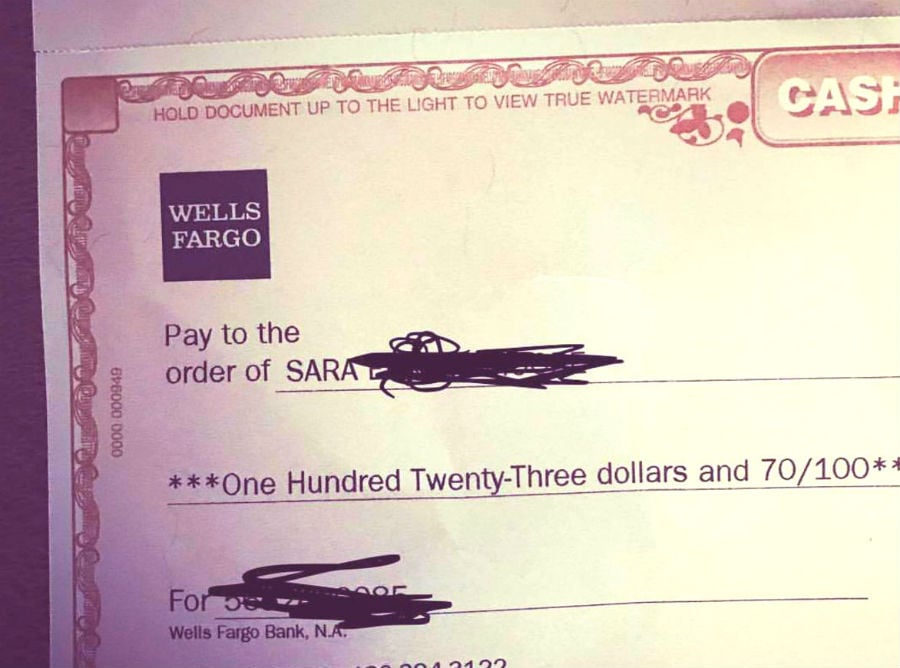 HOLD DOCUMENT UP TO THE LIGHT TO VIEW TRUE WATERMARK
CASH
WELLS
FARGO
Pay to the
order of SARA
0000 000949
***One Hundred Twenty-Three dollars and 70/100**
For
Wells Fargo Bank, N.A.